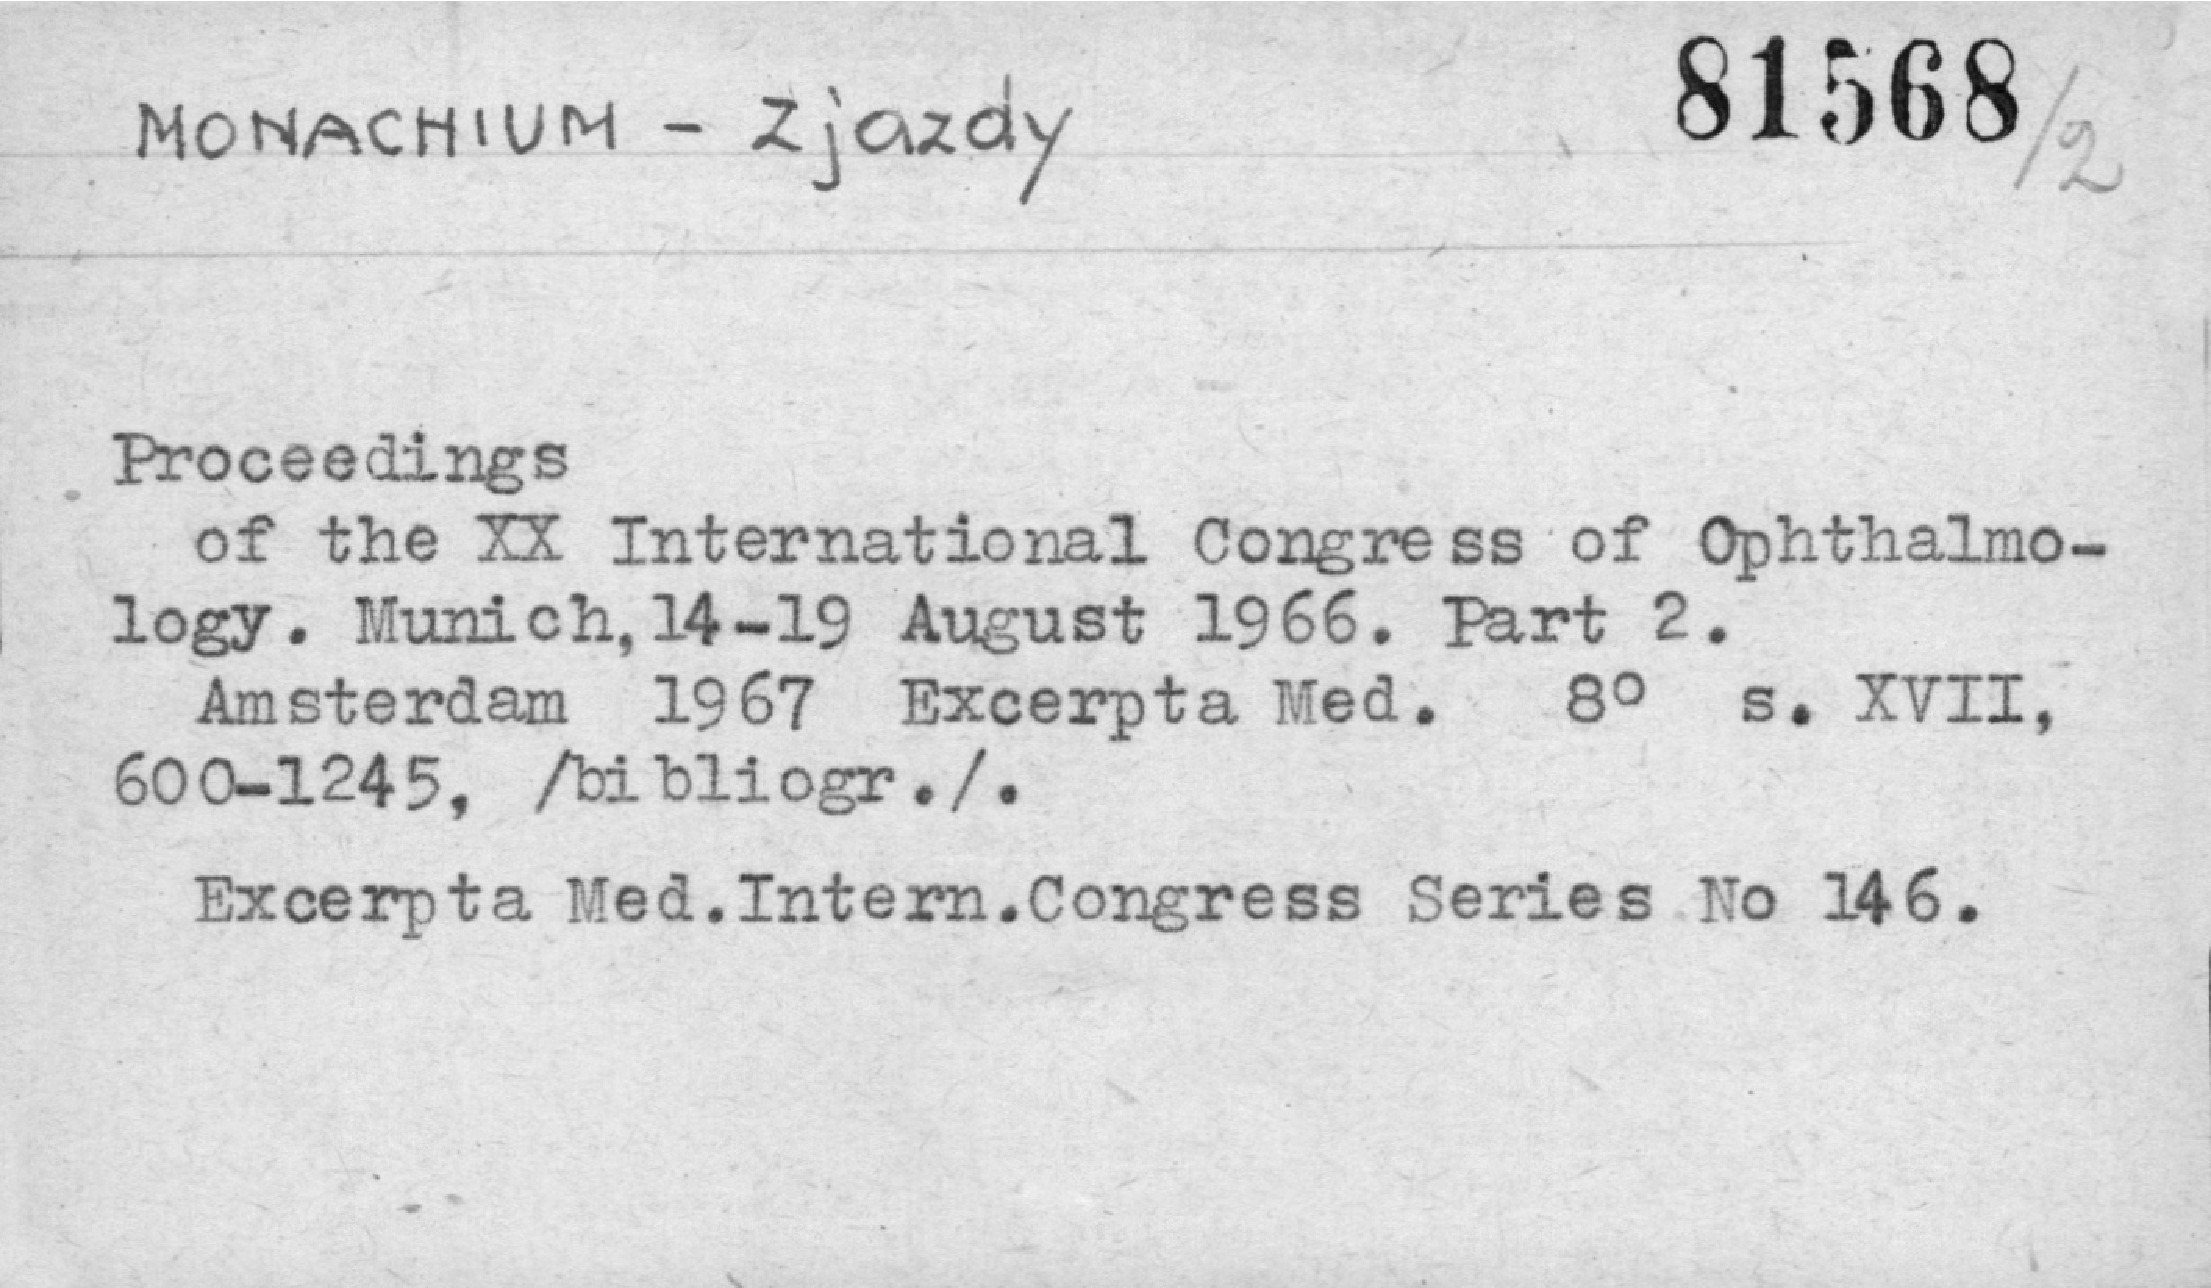 MONACHIUM - Zjazdy
81568/2
Proceedings
of the XX International Congress of Ophthalmo-
logy. Munich, 14-19 August 1966. Part 2.
Amsterdam 1967 Excerpta Med. 8° s. XVII,
600-1245, /bibliogr./.
Excerpta Med.Intern.Congress Series No 146.